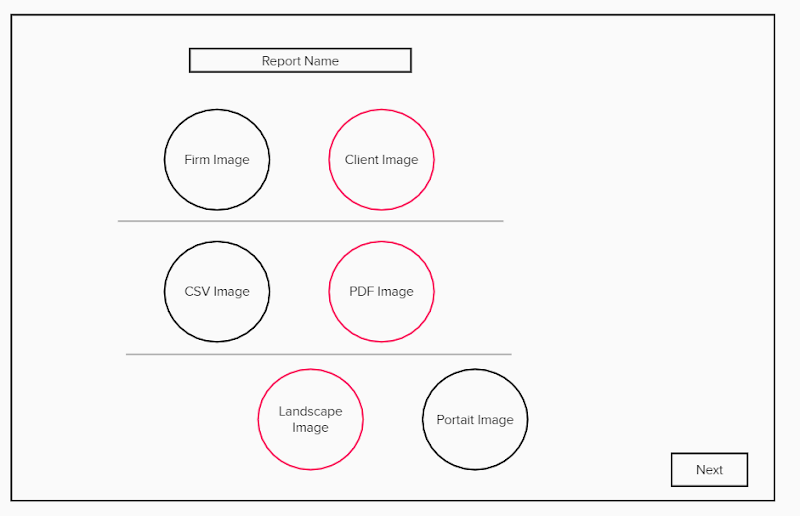 Report Name
Firm Image
Client Image
CSV Image
PDF Image
Landscape
Image
Portait Image
Next